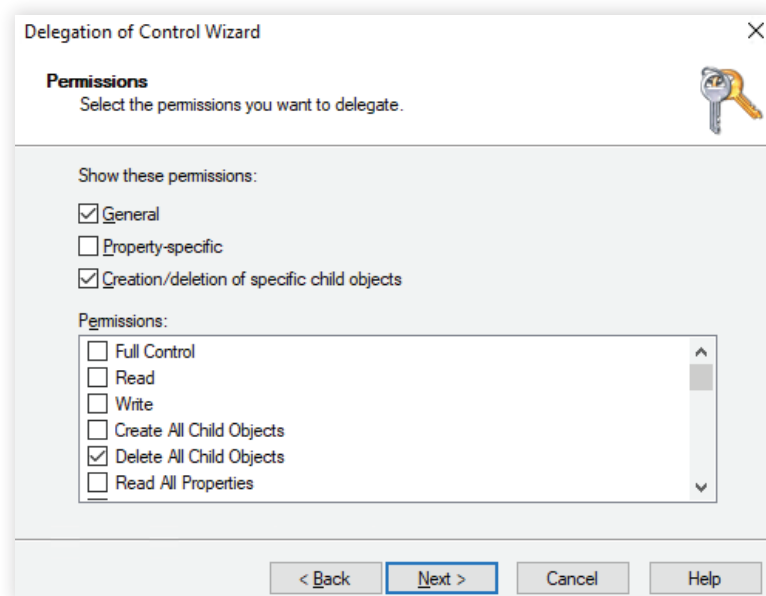 Delegation of Control Wizard
Permissions
Select the permissions you want to delegate.
Show these permissions:
General
Property-specific
Creation/deletion of specific child objects
Permissions:
Full Control
Read
Write
Create All Child Objects
Delete All Child Objects
Read All Properties
< Back Next > Cancel Help